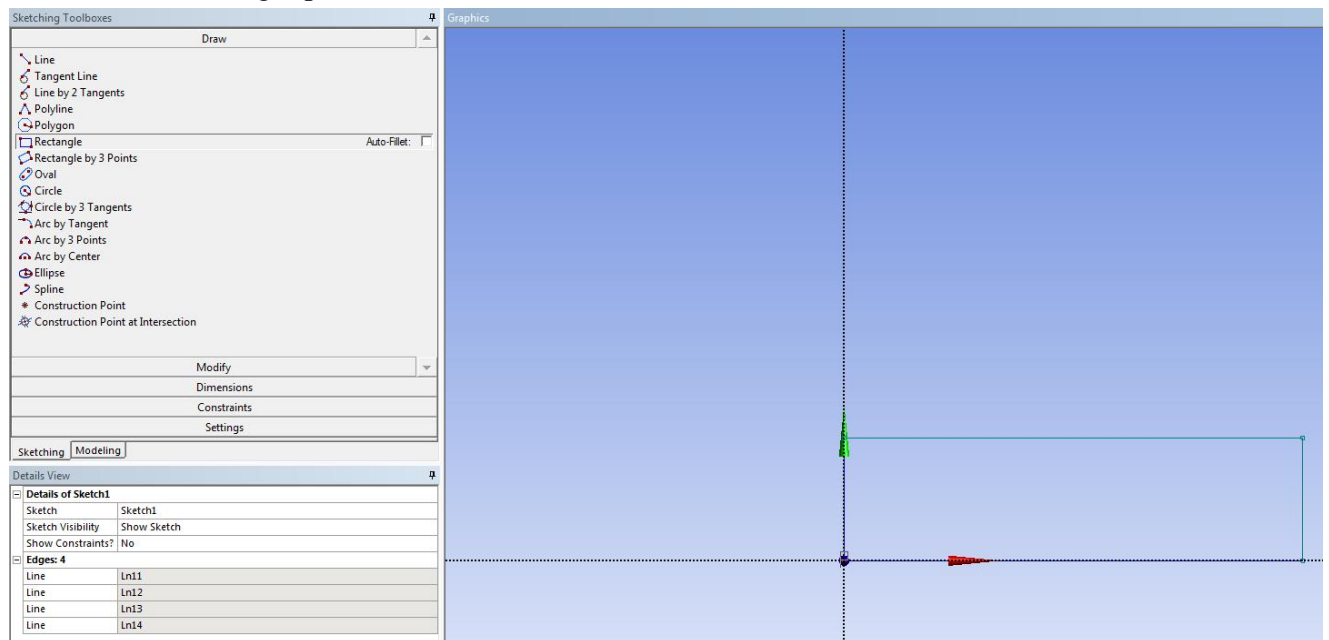 Sketching Toolboxes
Draw
Line
Tangent Line
Line by 2 Tangents
Polyline
Polygon
Rectangle Auto-Fillet:
Rectangle by 3 Points
Oval
Circle
Circle by 3 Tangents
Arc by Tangent
Arc by 3 Points
Arc by Center
Ellipse
Spline
Construction Point
Construction Point at Intersection
Modify
Dimensions
Constraints
Settings
Sketching Modeling
Details View
Details of Sketch1
Sketch Sketch1
Sketch Visibility Show Sketch
Show Constraints? No
Edges: 4
Line Ln11
Line Ln12
Line Ln13
Line Ln14
Graphics